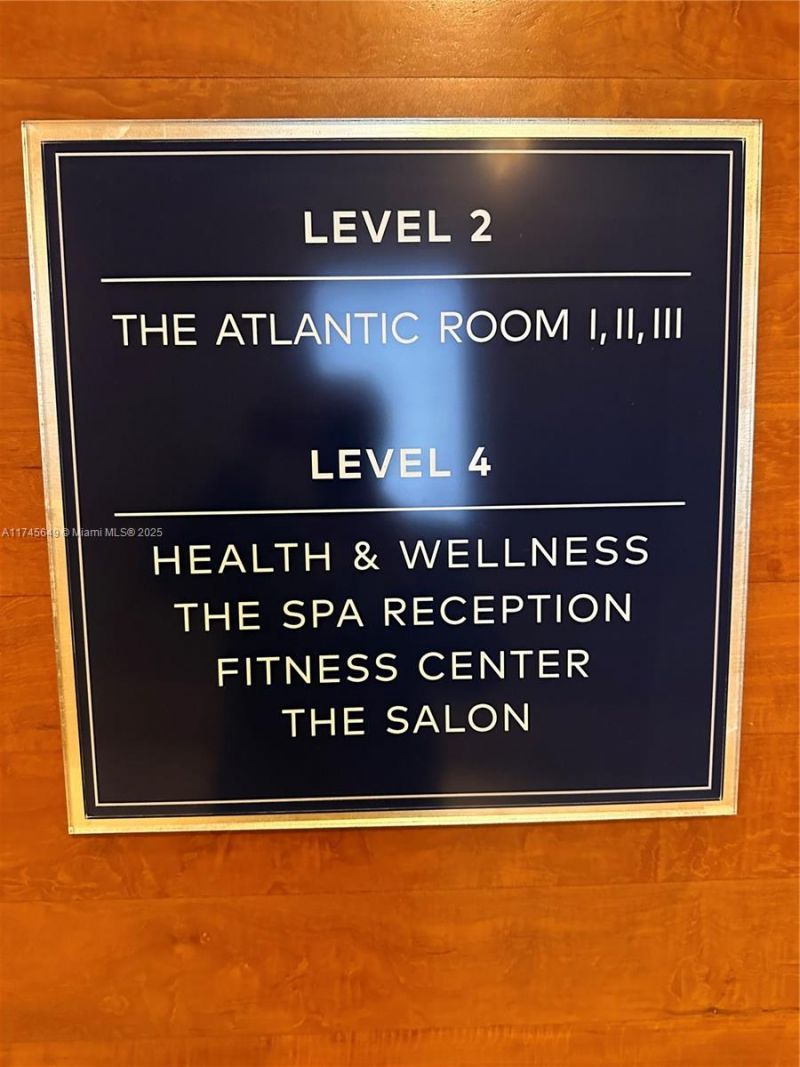 LEVEL 2
THE ATLANTIC ROOM I, II, III
LEVEL 4
A11745649 © Miami MLS® 2025
HEALTH & WELLNESS
THE SPA RECEPTION
FITNESS CENTER
THE SALON